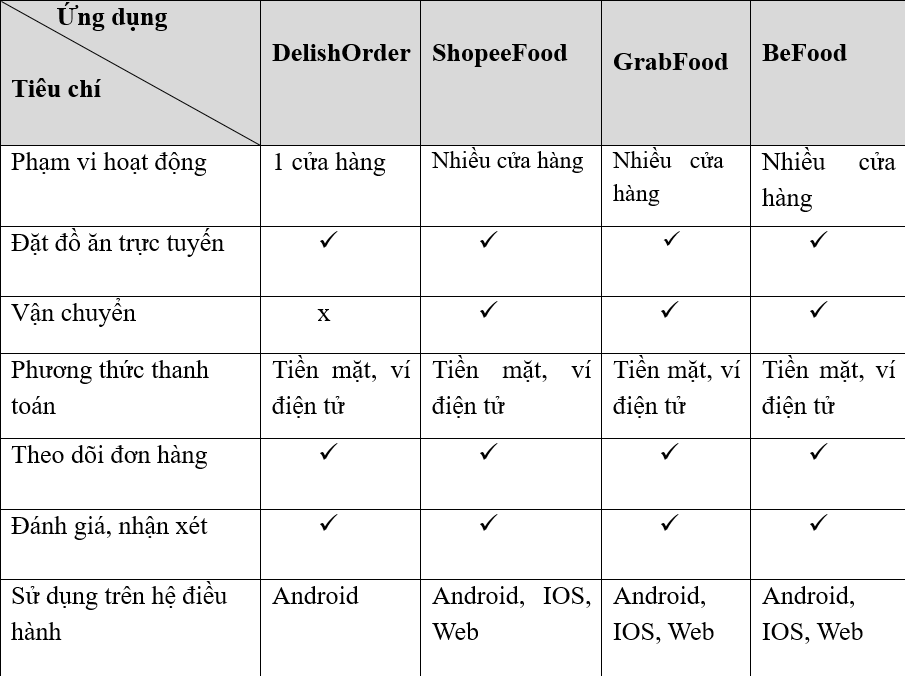 Ứng dụng
Tiêu chí
DelishOrder
ShopeeFood
GrabFood
BeFood
Phạm vi hoạt động
1 cửa hàng
Nhiều cửa hàng
Nhiều cửa
hàng
Nhiều cửa
hàng
Đặt đồ ăn trực tuyến
✓
✓
✓
✓
Vận chuyển
x
✓
✓
✓
Phương thức thanh
toán
Tiền mặt, ví
điện tử
Tiền mặt, ví
điện tử
Tiền mặt, ví
điện tử
Tiền mặt, ví
điện tử
Theo dõi đơn hàng
✓
✓
✓
✓
Đánh giá, nhận xét
✓
✓
✓
✓
Sử dụng trên hệ điều
hành
Android
Android, IOS,
Web
Android,
IOS, Web
Android,
IOS, Web